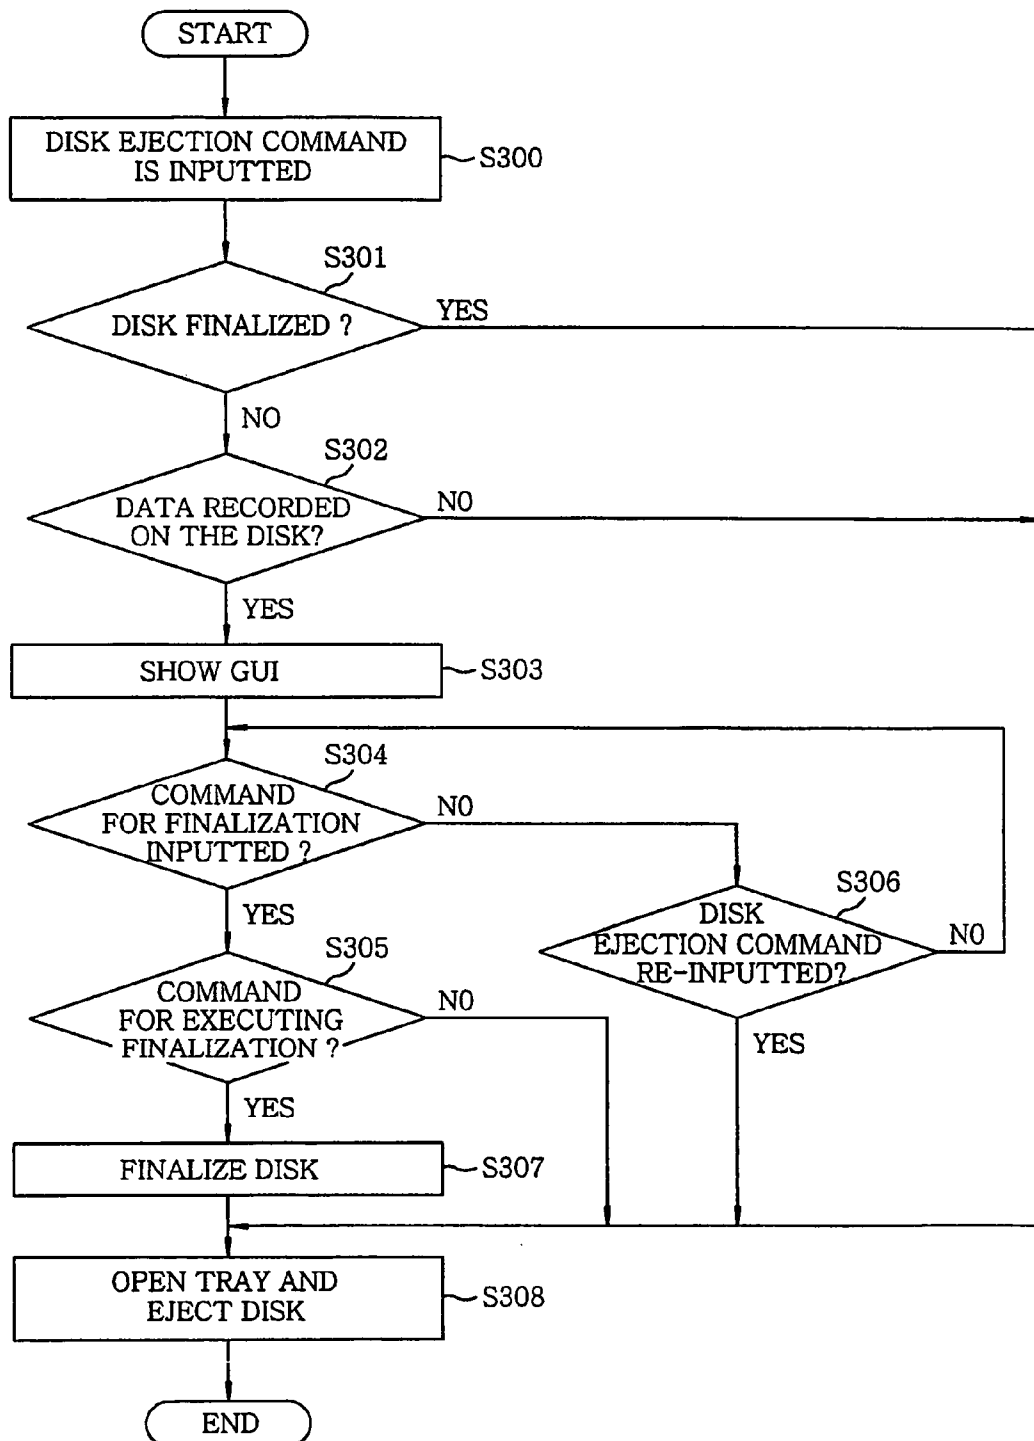 START
DISK EJECTION COMMAND
IS INPUTTED
S300
S301
DISK FINALIZED ?
YES
NO
S302
DATA RECORDED
ON THE DISK?
NO
YES
SHOW GUI
S303
S304
COMMAND
FOR FINALIZATION
INPUTTED ?
NO
YES
S306
DISK
EJECTION COMMAND
RE-INPUTTED?
NO
YES
S305
COMMAND
FOR EXECUTING
FINALIZATION ?
NO
YES
FINALIZE DISK
S307
OPEN TRAY AND
EJECT DISK
S308
END